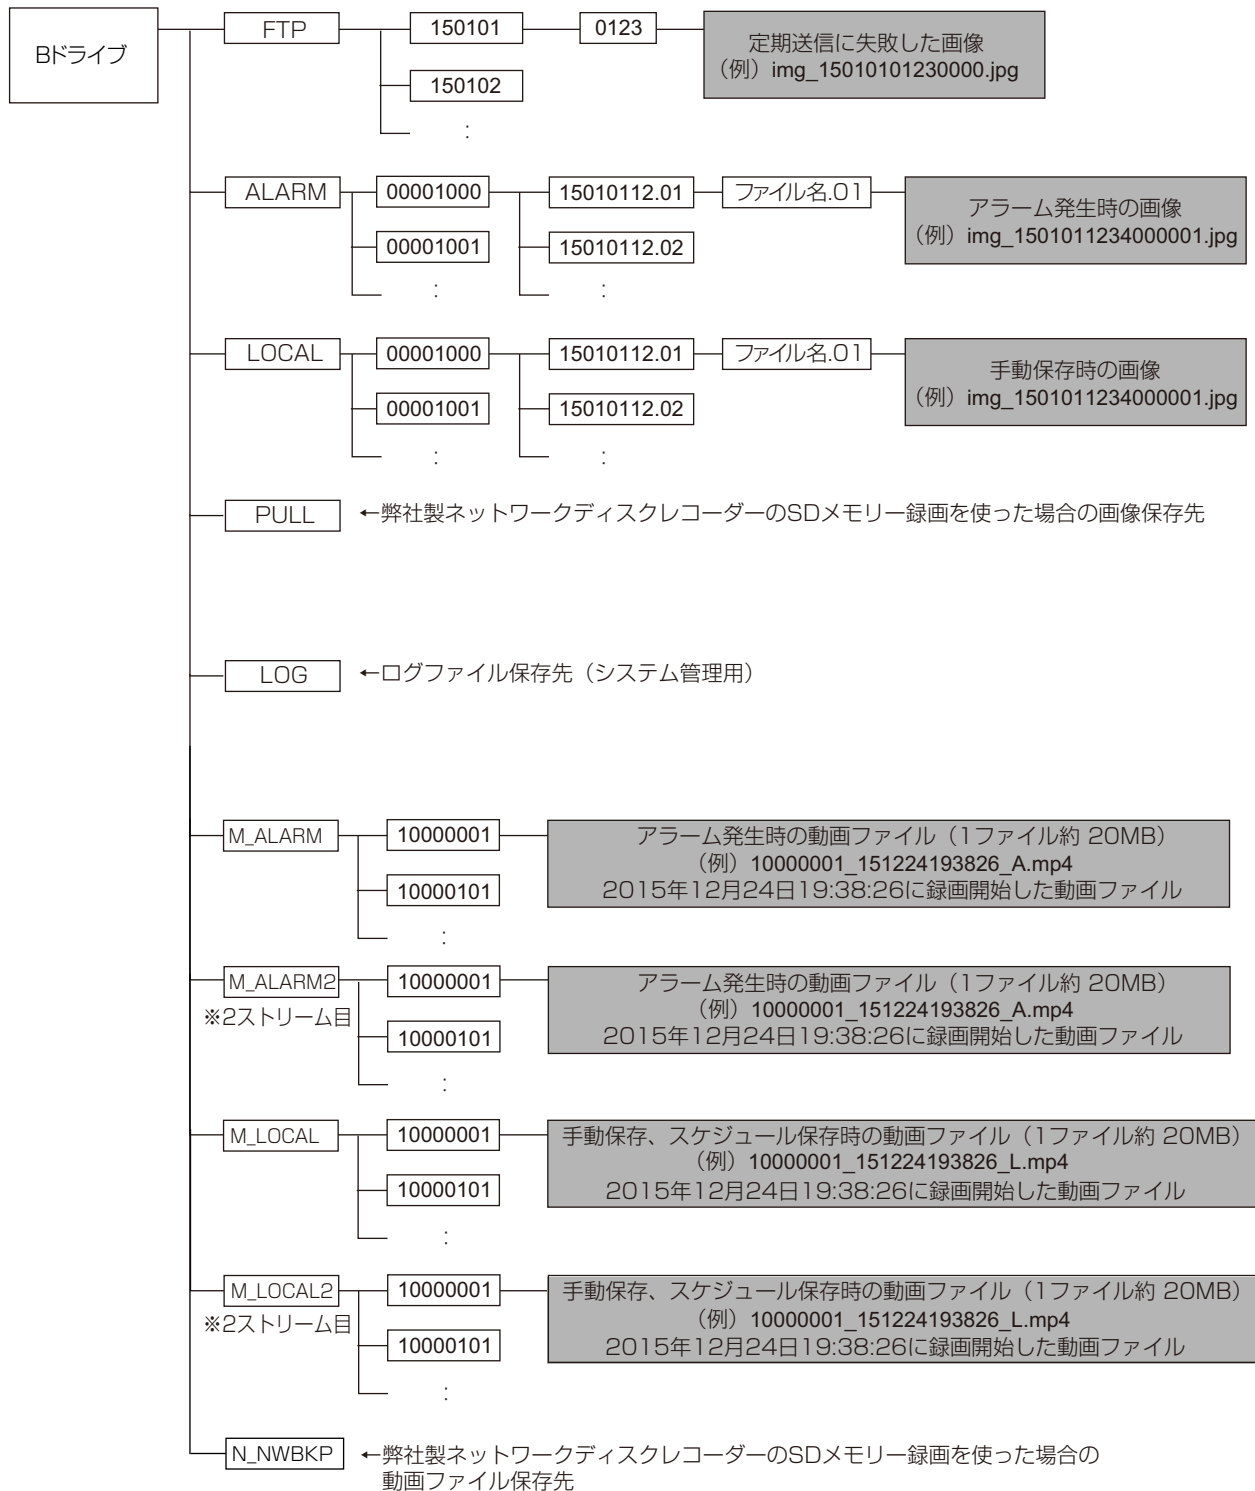 Bドライブ
FTP
150101
0123
定期送信に失敗した画像
（例）img_15010101230000.jpg
150102
：
ALARM
00001000
15010112.01
ファイル名.01
アラーム発生時の画像
（例）img_1501011234000001.jpg
00001001
15010112.02
：
：
LOCAL
00001000
15010112.01
ファイル名.01
手動保存時の画像
（例）img_1501011234000001.jpg
00001001
15010112.02
：
：
PULL
←弊社製ネットワークディスクレコーダーのSDメモリー録画を使った場合の画像保存先
LOG
←ログファイル保存先（システム管理用）
M_ALARM
10000001
アラーム発生時の動画ファイル（1ファイル約 20MB）
（例）10000001_151224193826_A.mp4
2015年12月24日19:38:26に録画開始した動画ファイル
10000101
：
M_ALARM2
※2ストリーム目
10000001
アラーム発生時の動画ファイル（1ファイル約 20MB）
（例）10000001_151224193826_A.mp4
2015年12月24日19:38:26に録画開始した動画ファイル
10000101
：
M_LOCAL
10000001
手動保存、スケジュール保存時の動画ファイル（1ファイル約 20MB）
（例）10000001_151224193826_L.mp4
2015年12月24日19:38:26に録画開始した動画ファイル
10000101
：
M_LOCAL2
※2ストリーム目
10000001
手動保存、スケジュール保存時の動画ファイル（1ファイル約 20MB）
（例）10000001_151224193826_L.mp4
2015年12月24日19:38:26に録画開始した動画ファイル
10000101
：
N_NWBKP
←弊社製ネットワークディスクレコーダーのSDメモリー録画を使った場合の
動画ファイル保存先